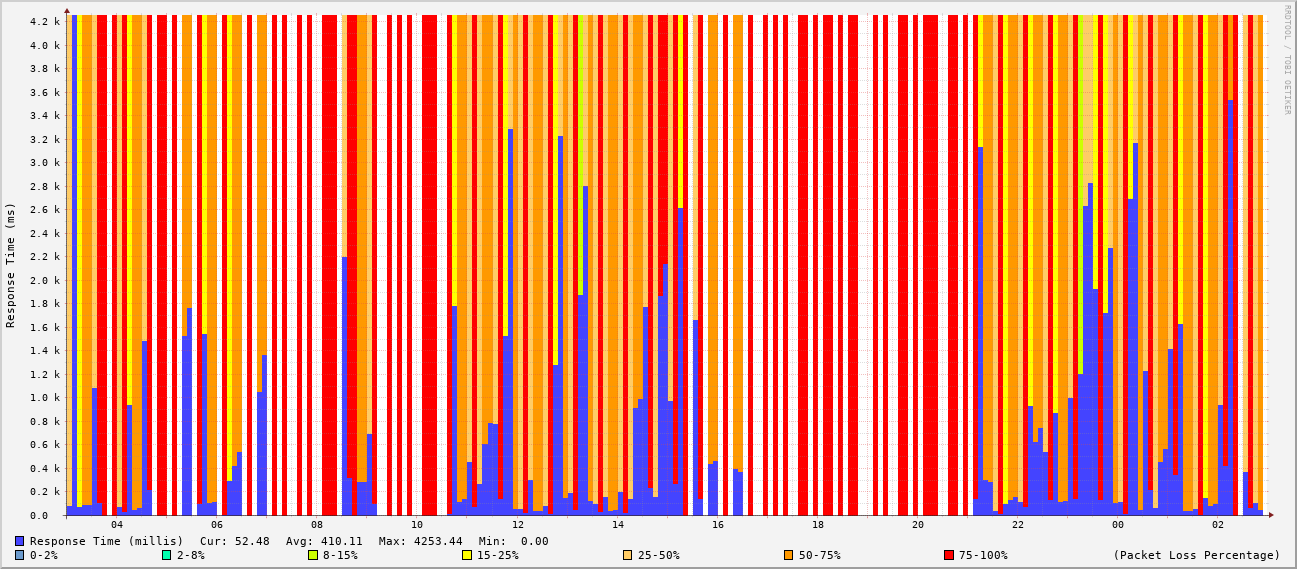 4.2 k
4.0 k
3.8 k
3.6 k
3.4 k
3.2 k
3.0 k
2.8 k
2.6 k
2.4 k
2.2 k
2.0 k
1.8 k
1.6 k
1.4 k
1.2 k
1.0 k
0.8 k
0.6 k
0.4 k
0.2 k
0.0
Response Time (ms)
RRDTOOL / TOBI OETIKER
04 06 08 10 12 14 16 18 20 22 00 02
Response Time (millis) Cur: 52.48 Avg: 410.11 Max: 4253.44 Min: 0.00
0-2% 2-8% 8-15% 15-25% 25-50% 50-75% 75-100% (Packet Loss Percentage)